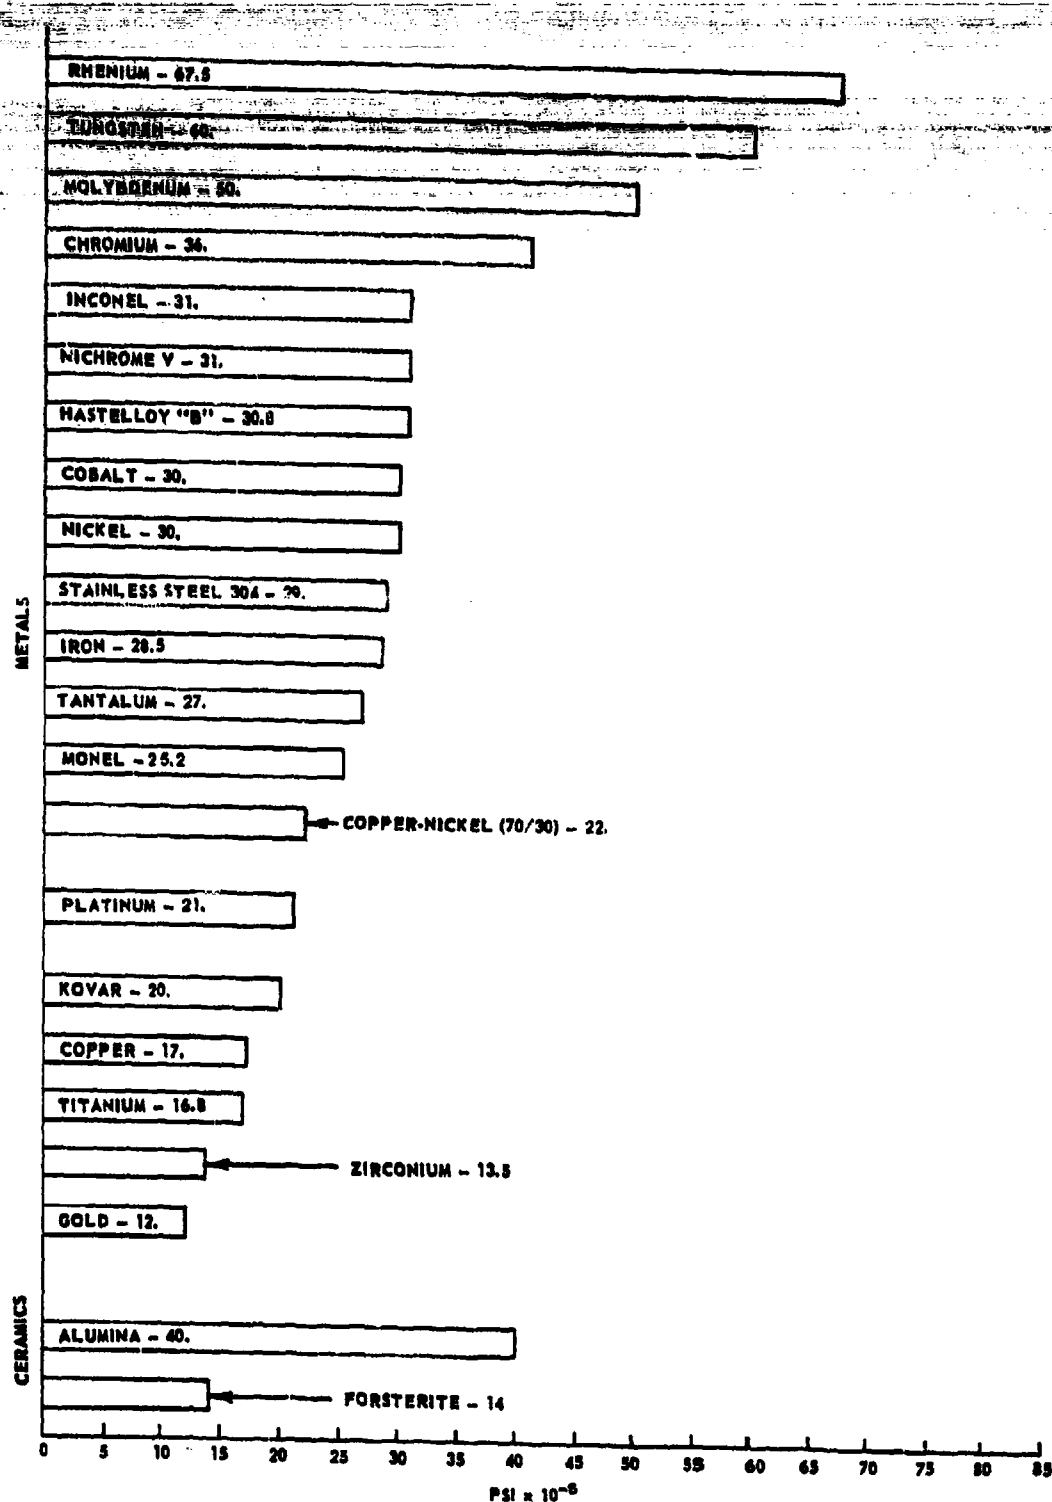 RHENIUM – 67.5
TUNGSTEN – 60.
MOLYBDENUM – 50.
CHROMIUM – 36.
INCONEL – 31.
NICHROME V – 31.
HASTELLOY "B" – 30.8
COBALT – 30.
NICKEL – 30.
STAINLESS STEEL 304 – 29.
IRON – 28.5
TANTALUM – 27.
MONEL – 25.2
COPPER-NICKEL (70/30) – 22.
PLATINUM – 21.
KOVAR – 20.
COPPER – 17.
TITANIUM – 16.8
ZIRCONIUM – 13.5
GOLD – 12.
METALS
ALUMINA – 40.
FORSTERITE – 14
CERAMICS
0 5 10 15 20 25 30 35 40 45 50 55 60 65 70 75 80 85
PSI x 10⁻⁶